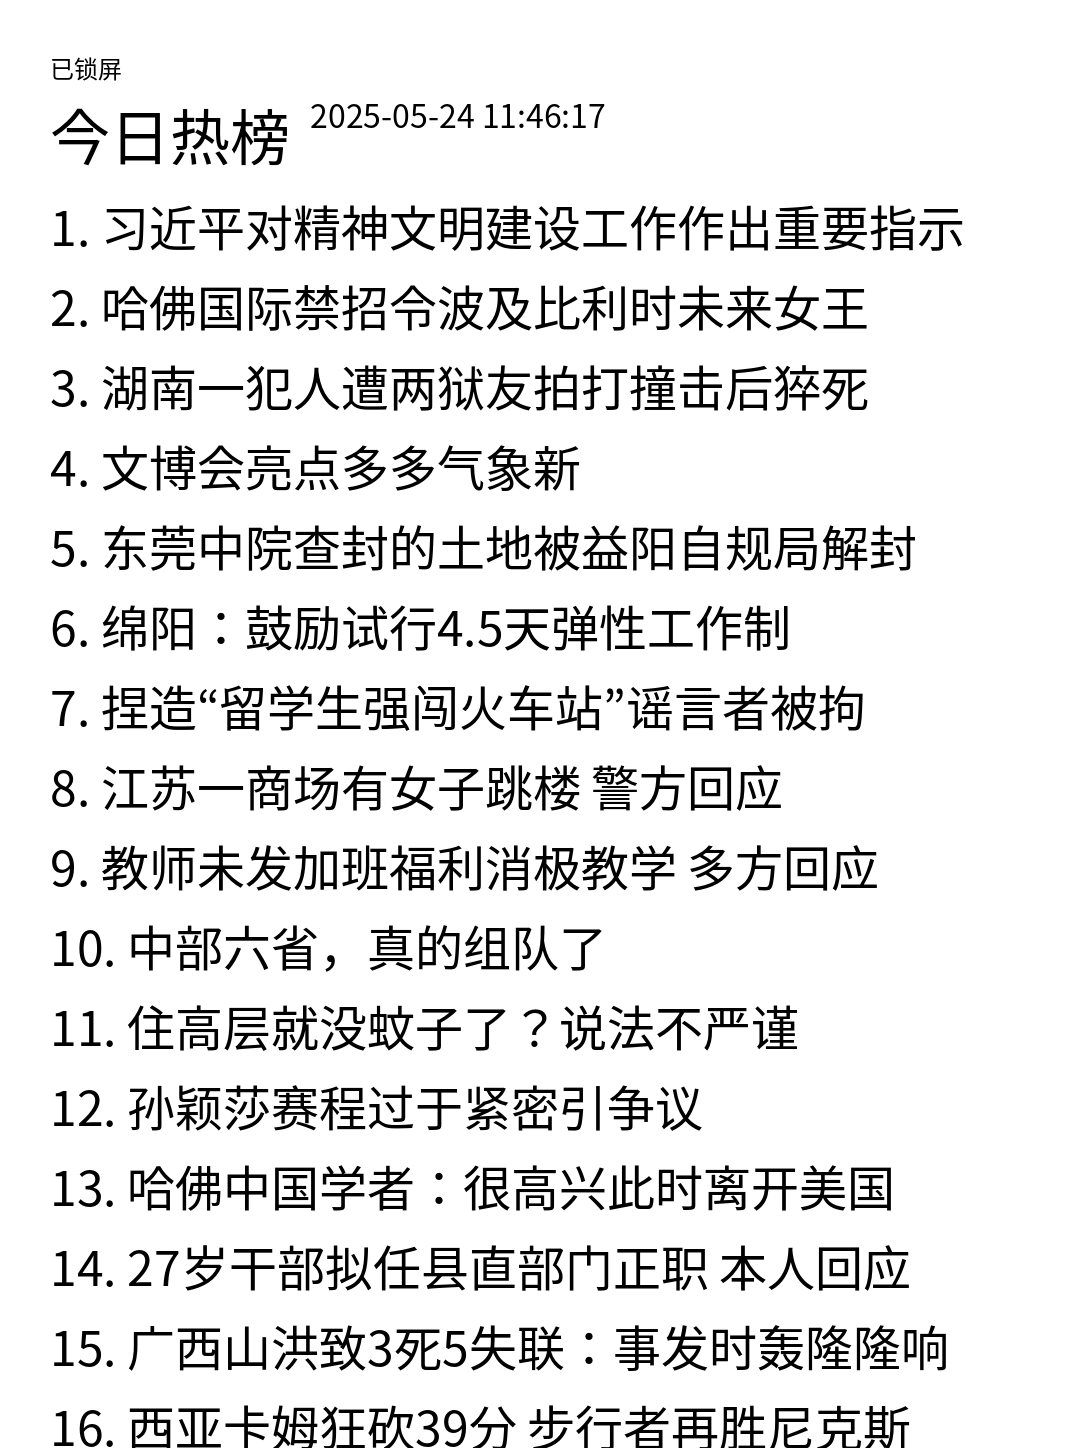 已锁屏
今日热榜 2025-05-24 11:46:17
1. 习近平对精神文明建设工作作出重要指示
2. 哈佛国际禁招令波及比利时未来女王
3. 湖南一犯人遭两狱友拍打撞击后猝死
4. 文博会亮点多多气象新
5. 东莞中院查封的土地被益阳自规局解封
6. 绵阳：鼓励试行4.5天弹性工作制
7. 捏造“留学生强闯火车站”谣言者被拘
8. 江苏一商场有女子跳楼 警方回应
9. 教师未发加班福利消极教学 多方回应
10. 中部六省，真的组队了
11. 住高层就没蚊子了？说法不严谨
12. 孙颖莎赛程过于紧密引争议
13. 哈佛中国学者：很高兴此时离开美国
14. 27岁干部拟任县直部门正职 本人回应
15. 广西山洪致3死5失联：事发时轰隆隆响
16. 西亚卡姆狂砍39分 步行者再胜尼克斯